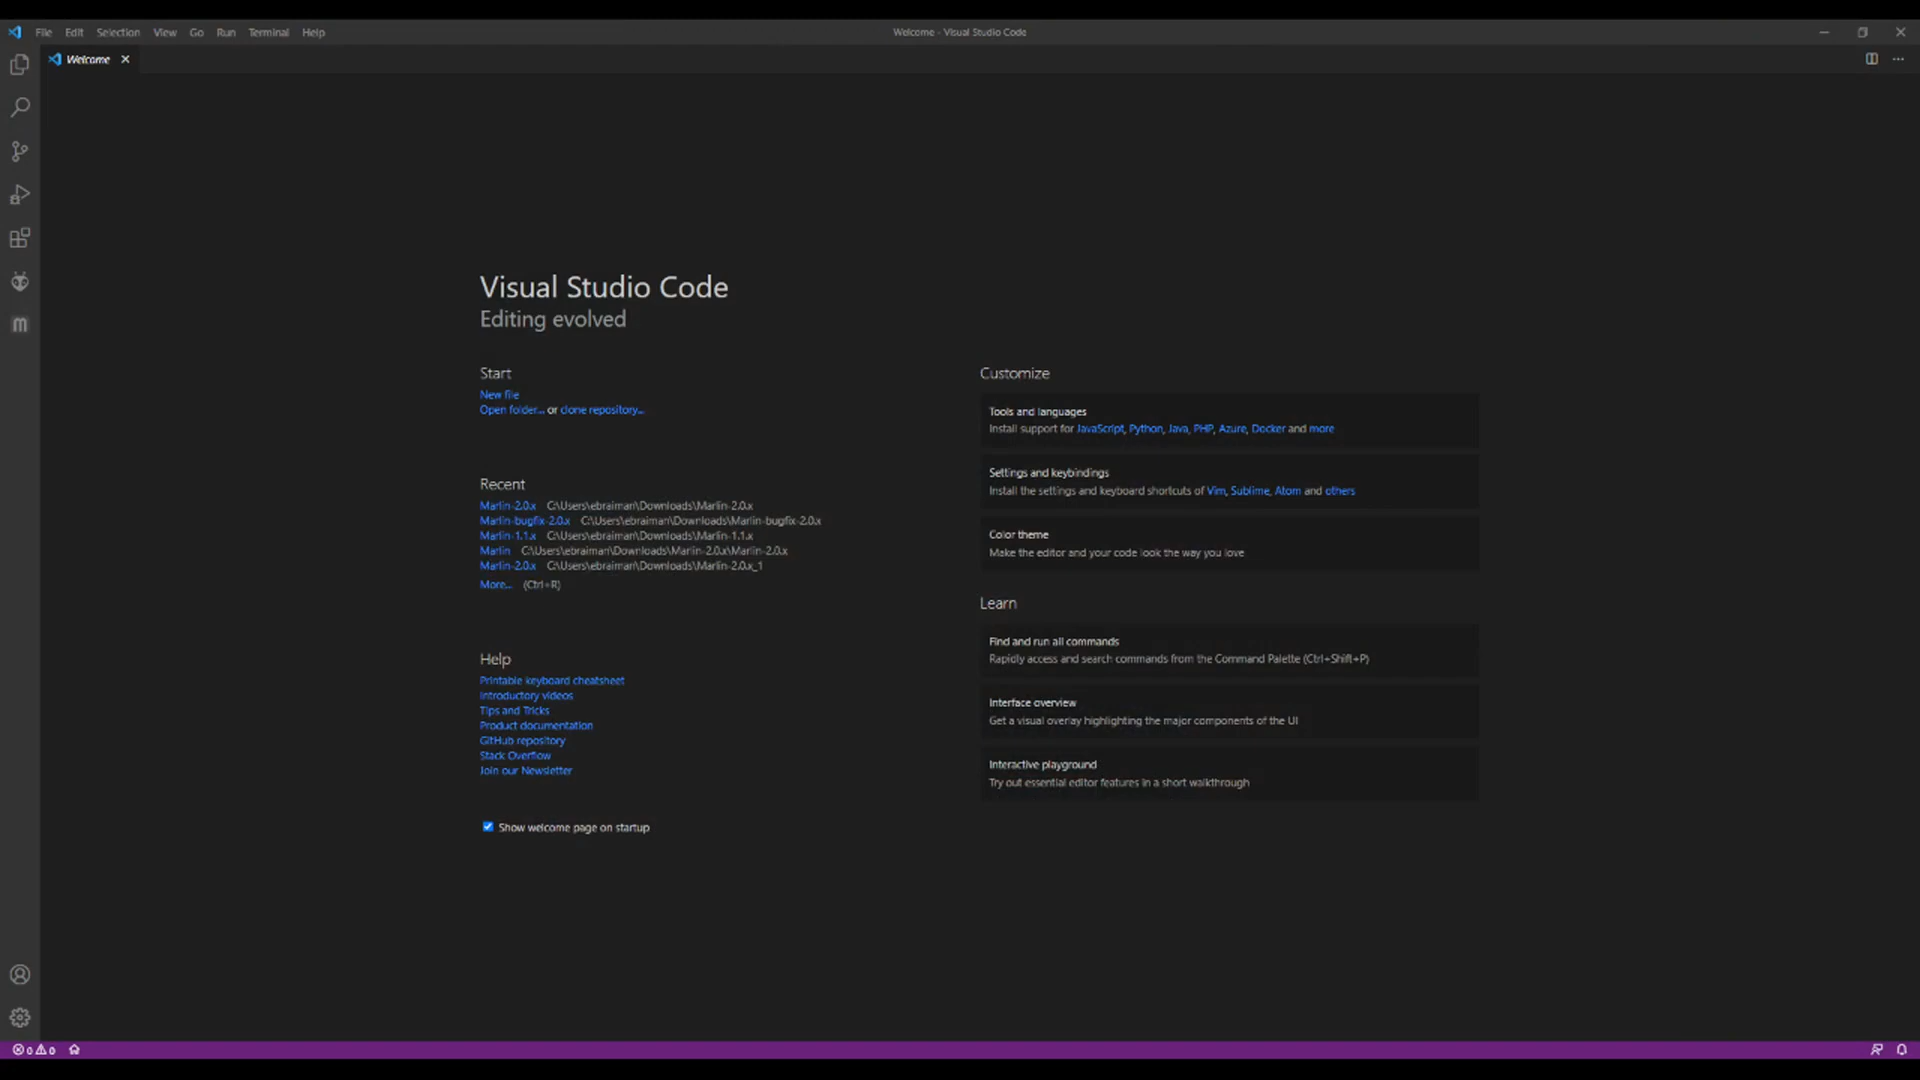 File Edit Selection View Go Run Terminal Help
Welcome - Visual Studio Code
Welcome
Visual Studio Code
Editing evolved
Start
New file
Open folder... or clone repository...
Recent
Marlin-2.0.x C:\Users\ebraiman\Downloads\Marlin-2.0.x
Marlin-bugfix-2.0.x C:\Users\ebraiman\Downloads\Marlin-bugfix-2.0.x
Marlin-1.1.x C:\Users\ebraiman\Downloads\Marlin-1.1.x
Marlin C:\Users\ebraiman\Downloads\Marlin-2.0.x\Marlin-2.0.x
Marlin-2.0.x C:\Users\ebraiman\Downloads\Marlin-2.0.x_1
More... (Ctrl+R)
Help
Printable keyboard cheatsheet
Introductory videos
Tips and Tricks
Product documentation
GitHub repository
Stack Overflow
Join our Newsletter
Show welcome page on startup
Customize
Tools and languages
Install support for JavaScript, Python, Java, PHP, Azure, Docker and more
Settings and keybindings
Install the settings and keyboard shortcuts of Vim, Sublime, Atom and others
Color theme
Make the editor and your code look the way you love
Learn
Find and run all commands
Rapidly access and search commands from the Command Palette (Ctrl+Shift+P)
Interface overview
Get a visual overlay highlighting the major components of the UI
Interactive playground
Try out essential editor features in a short walkthrough
0 0